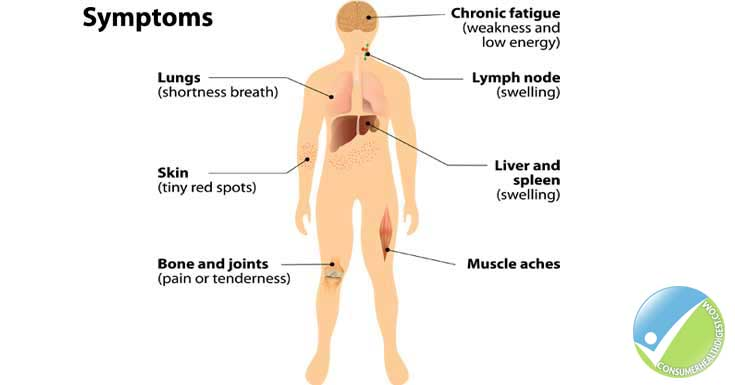 Symptoms
Chronic fatigue
(weakness and
low energy)
Lungs
(shortness breath)
Lymph node
(swelling)
Skin
(tiny red spots)
Liver and
spleen
(swelling)
Bone and joints
(pain or tenderness)
Muscle aches
CONSUMERHEALTHDIGEST.COM